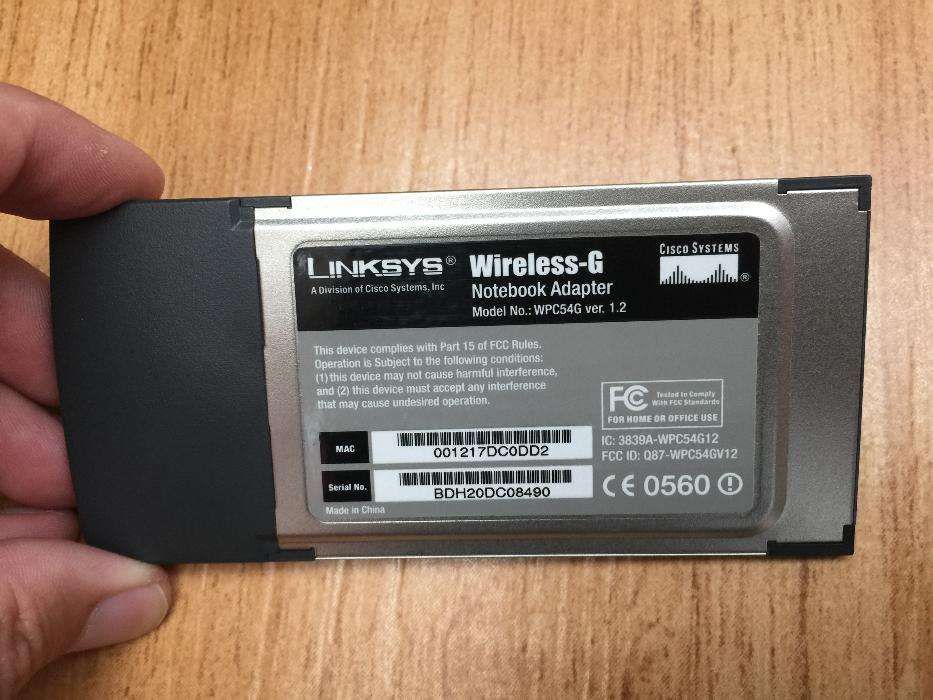 LINKSYS®
A Division of Cisco Systems, Inc
Wireless-G
Notebook Adapter
Model No.: WPC54G ver. 1.2
CISCO SYSTEMS
®
This device complies with Part 15 of FCC Rules.
Operation is Subject to the following conditions:
(1) this device may not cause harmful interference,
and (2) this device must accept any interference
that may cause undesired operation.
FC Tested to Comply
With FCC Standards
FOR HOME OR OFFICE USE
IC: 3839A-WPC54G12
FCC ID: Q87-WPC54GV12
MAC
001217DC0DD2
Serial No.
BDH20DC08490
CE 0560
Made in China